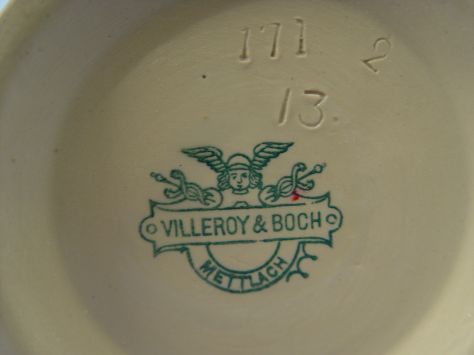 171 2
13.
VILLEROY & BOCH
METTLACH